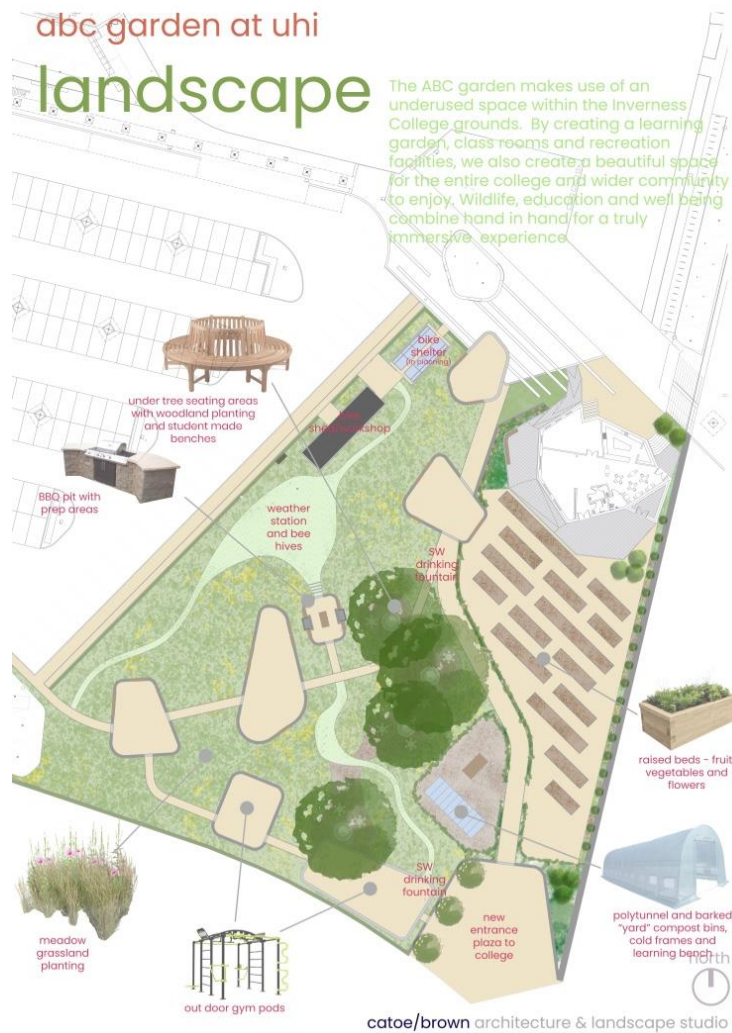 abc garden at uhi
landscape
The ABC garden makes use of an
underused space within the Inverness
College grounds. By creating a learning
garden, class rooms and recreation
facilities, we also create a beautiful space
for the entire college and wider community
to enjoy. Wildlife, education and well being
combine hand in hand for a truly
immersive experience
bike
shelter
(in planning)
under tree seating areas
with woodland planting
and student made
benches
shed/workshop
BBQ pit with
prep areas
weather
station
and bee
hives
SW
drinking
fountain
raised beds - fruit
vegetables and
flowers
meadow
grassland
planting
out door gym pods
SW
drinking
fountain
new
entrance
plaza to
college
polytunnel and barked
"yard" compost bins,
cold frames and
learning bench
north
catoe/brown architecture & landscape studio